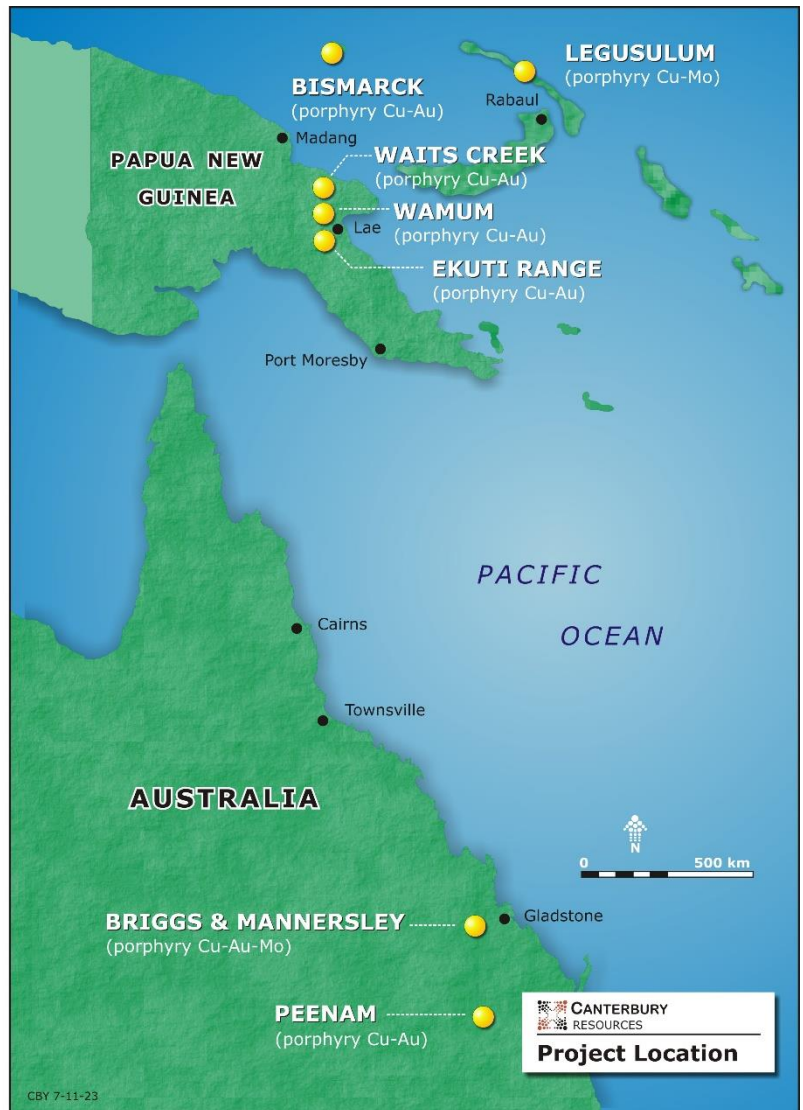 LEGUSULUM
(porphyry Cu-Mo)
BISMARCK
(porphyry Cu-Au)
Rabaul
Madang
PAPUA NEW
GUINEA
WAITS CREEK
(porphyry Cu-Au)
WAMUM
(porphyry Cu-Au)
Lae
EKUTI RANGE
(porphyry Cu-Au)
Port Moresby
PACIFIC
OCEAN
Cairns
Townsville
AUSTRALIA
N
0 500 km
BRIGGS & MANNERSLEY
(porphyry Cu-Au-Mo)
Gladstone
PEENAM
(porphyry Cu-Au)
CANTERBURY
RESOURCES
Project Location
CBY 7-11-23